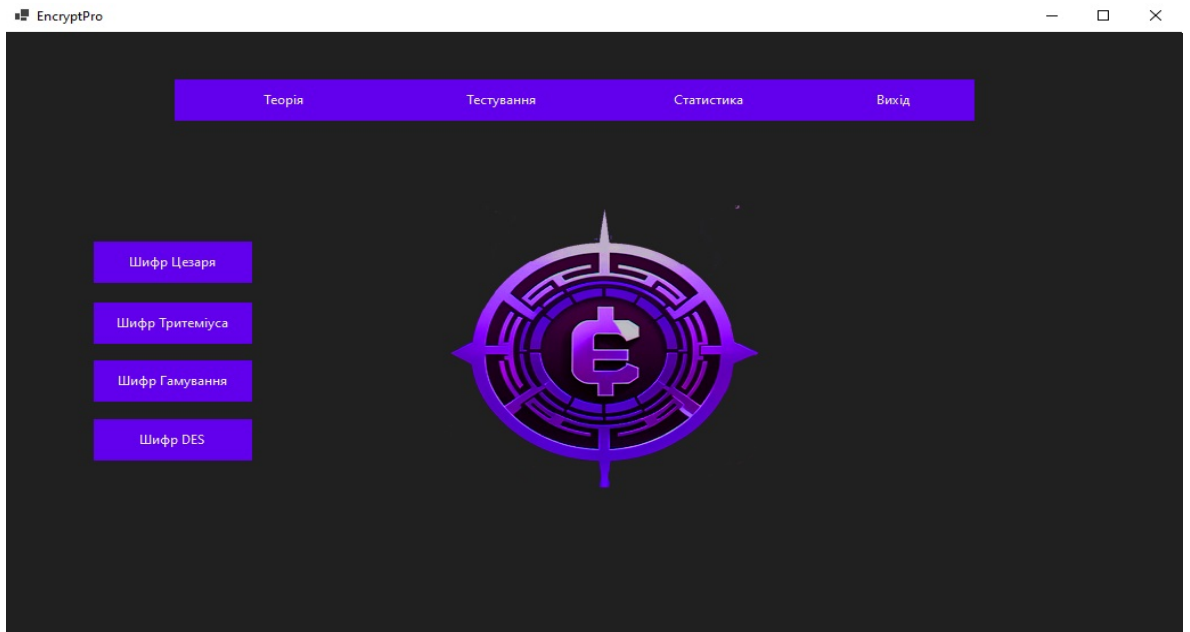 EncryptPro
Теорія Тестування Статистика Вихід
Шифр Цезаря
Шифр Тритеміуса
Шифр Гамування
Шифр DES